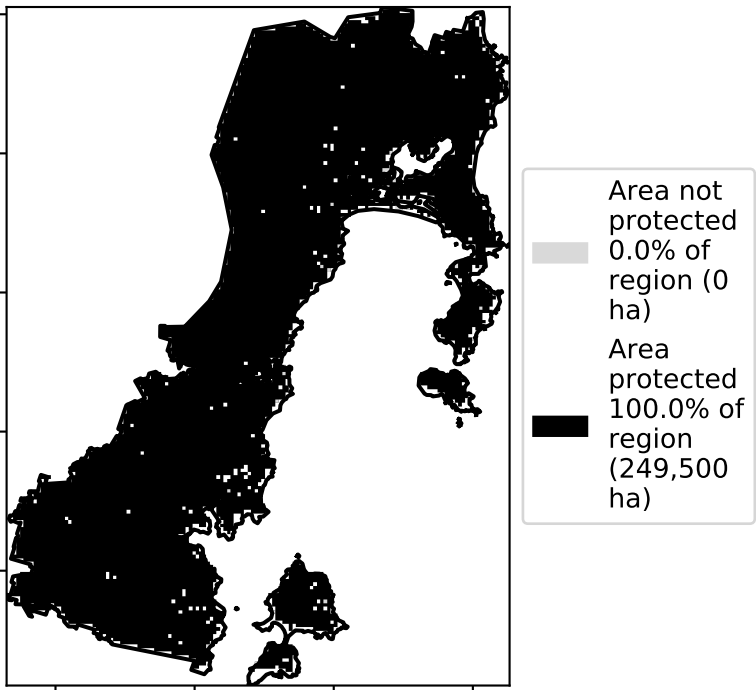 Area not
protected
0.0% of
region (0
ha)
Area
protected
100.0% of
region
(249,500
ha)